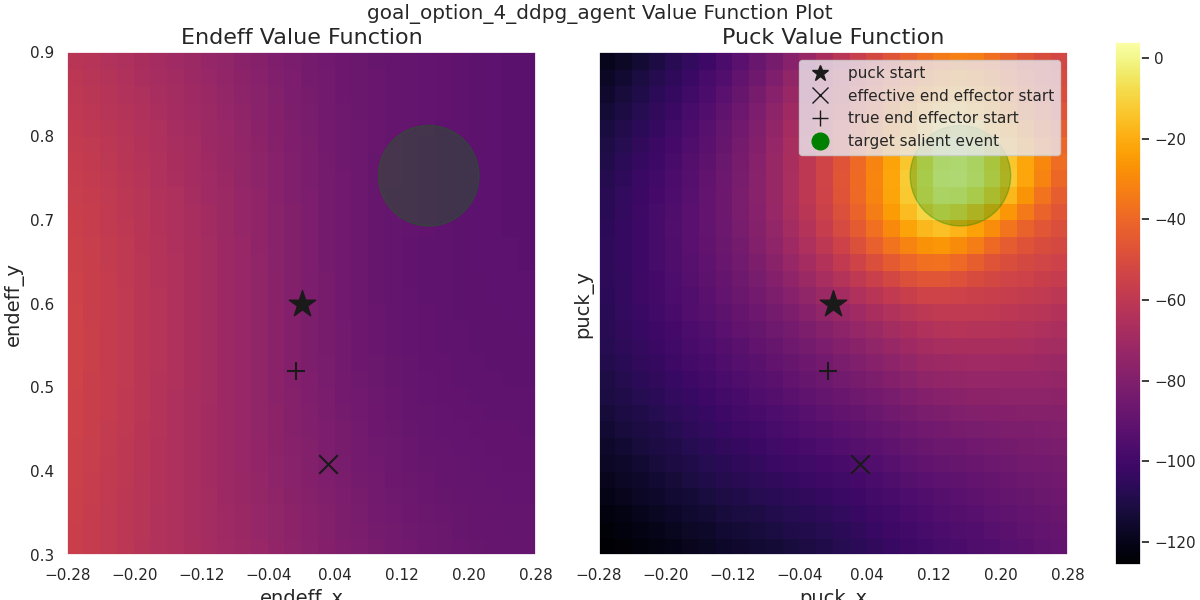 goal_option_4_ddpg_agent Value Function Plot
Endeff Value Function
Puck Value Function
puck start
effective end effector start
true end effector start
target salient event
endeff_y
0.9
0.8
0.7
0.6
0.5
0.4
0.3
−0.28 −0.20 −0.12 −0.04 0.04 0.12 0.20 0.28
endeff_x
puck_y
−0.28 −0.20 −0.12 −0.04 0.04 0.12 0.20 0.28
puck_x
0
−20
−40
−60
−80
−100
−120